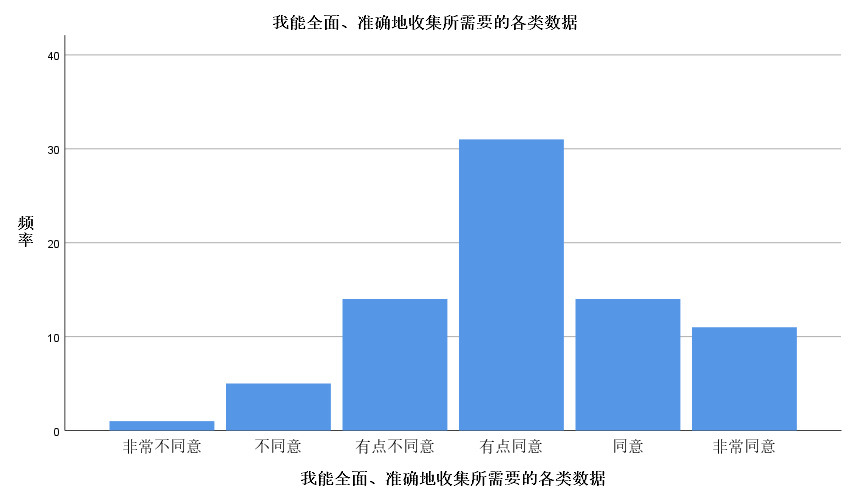 我能全面、准确地收集所需要的各类数据
40
30
20
10
0
频率
非常不同意 不同意 有点不同意 有点同意 同意 非常同意
我能全面、准确地收集所需要的各类数据